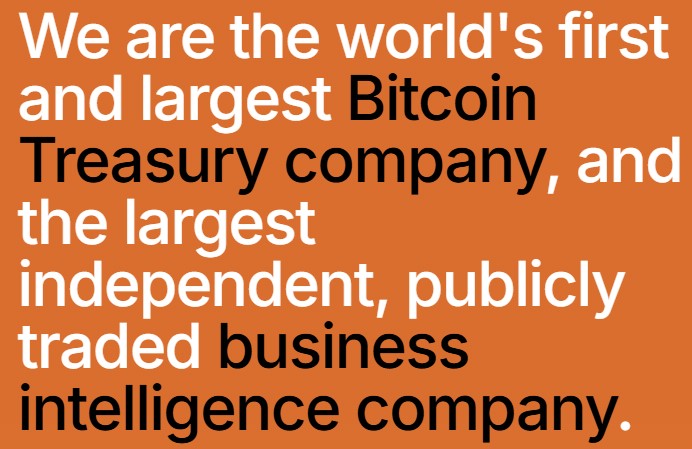 We are the world's first
and largest Bitcoin
Treasury company, and
the largest
independent, publicly
traded business
intelligence company.